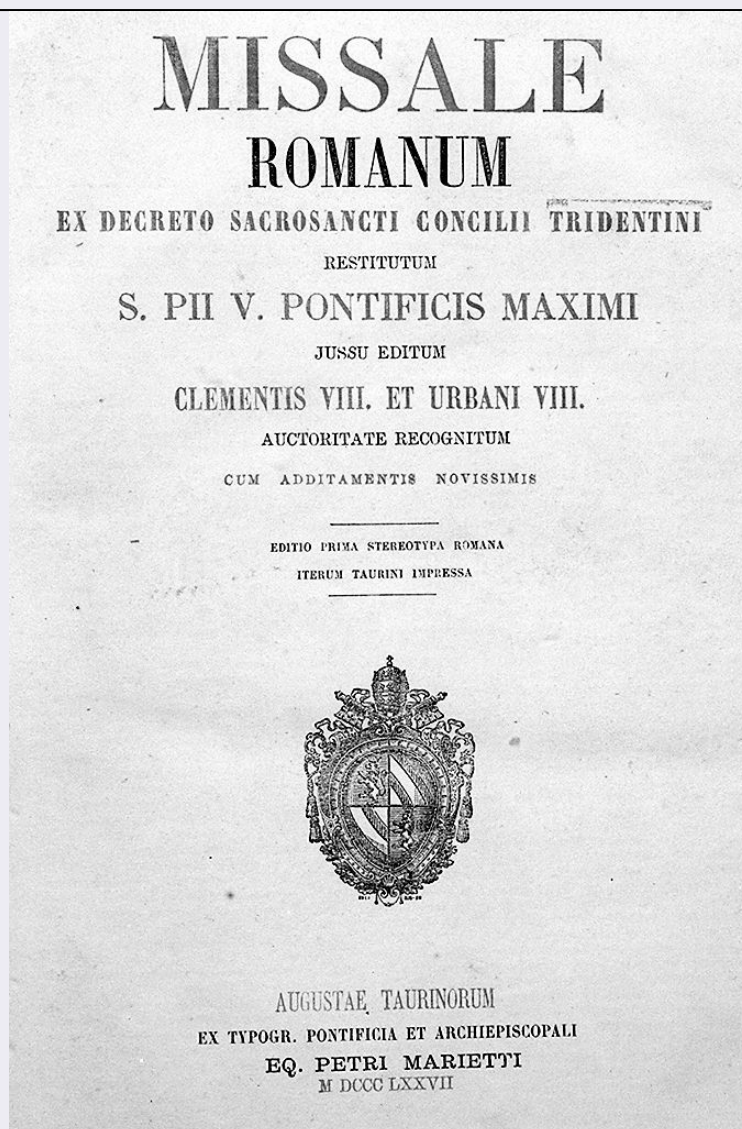 MISSALE
ROMANUM
EX DECRETO SACROSANCTI CONCILII TRIDENTINI
RESTITUTUM
S. PII V. PONTIFICIS MAXIMI
JUSSU EDITUM
CLEMENTIS VIII. ET URBANI VIII.
AUCTORITATE RECOGNITUM
CUM ADDITAMENTIS NOVISSIMIS
EDITIO PRIMA STEREOTYPA ROMANA
ITERUM TAURINI IMPRESSA
AUGUSTAE TAURINORUM
EX TYPOGR. PONTIFICIA ET ARCHIEPISCOPALI
EQ. PETRI MARIETTI
M DCCC LXXVII